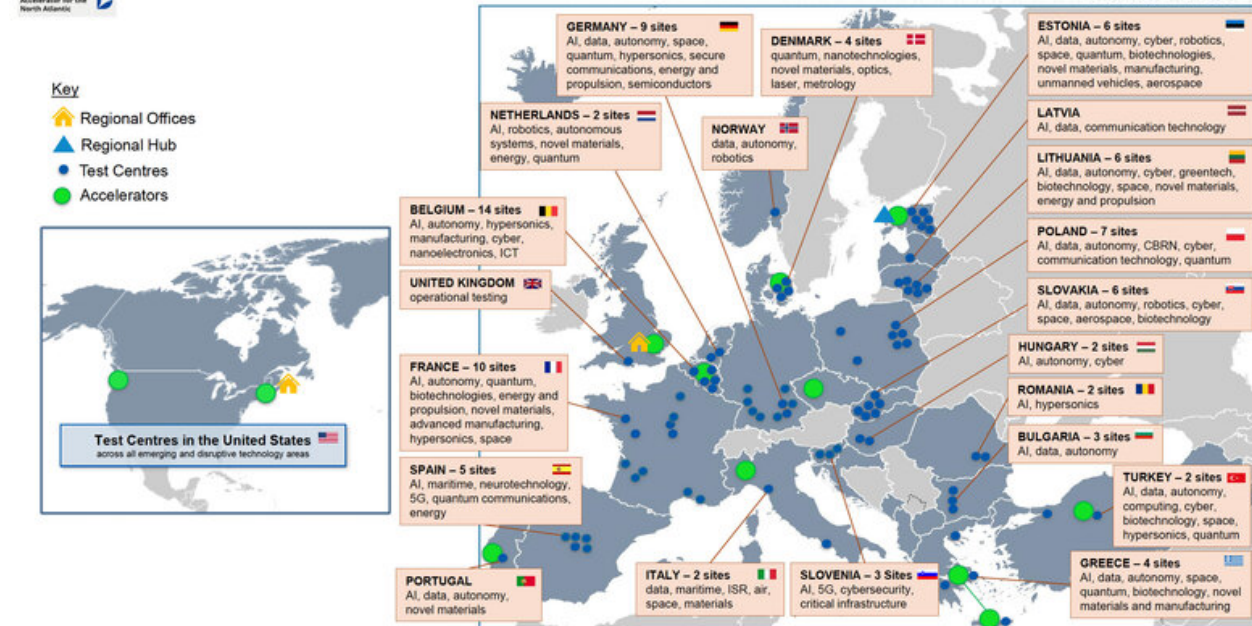 Accelerator for the
North Atlantic
Key
Regional Offices
Regional Hub
Test Centres
Accelerators
Test Centres in the United States
across all emerging and disruptive technology areas
GERMANY – 9 sites
AI, data, autonomy, space,
quantum, hypersonics, secure
communications, energy and
propulsion, semiconductors
DENMARK – 4 sites
quantum, nanotechnologies,
novel materials, optics,
laser, metrology
ESTONIA – 6 sites
AI, data, autonomy, cyber, robotics,
space, quantum, biotechnologies,
novel materials, manufacturing,
unmanned vehicles, aerospace
NETHERLANDS – 2 sites
AI, robotics, autonomous
systems, novel materials,
energy, quantum
NORWAY
data, autonomy,
robotics
LATVIA
AI, data, communication technology
LITHUANIA – 6 sites
AI, data, autonomy, cyber, greentech,
biotechnology, space, novel materials,
energy and propulsion
BELGIUM – 14 sites
AI, autonomy, hypersonics,
manufacturing, cyber,
nanoelectronics, ICT
POLAND – 7 sites
AI, data, autonomy, CBRN, cyber,
communication technology, quantum
UNITED KINGDOM
operational testing
SLOVAKIA – 6 sites
AI, data, autonomy, robotics, cyber,
space, aerospace, biotechnology
HUNGARY – 2 sites
AI, autonomy, cyber
FRANCE – 10 sites
AI, autonomy, quantum,
biotechnologies, energy and
propulsion, novel materials,
advanced manufacturing,
hypersonics, space
ROMANIA – 2 sites
AI, hypersonics
BULGARIA – 3 sites
AI, data, autonomy
SPAIN – 5 sites
AI, maritime, neurotechnology,
5G, quantum communications,
energy
TURKEY – 2 sites
AI, data, autonomy,
computing, cyber,
biotechnology, space,
hypersonics, quantum
PORTUGAL
AI, data, autonomy,
novel materials
ITALY – 2 sites
data, maritime, ISR, air,
space, materials
SLOVENIA – 3 Sites
AI, 5G, cybersecurity,
critical infrastructure
GREECE – 4 sites
AI, data, autonomy, space,
quantum, biotechnology, novel
materials and manufacturing